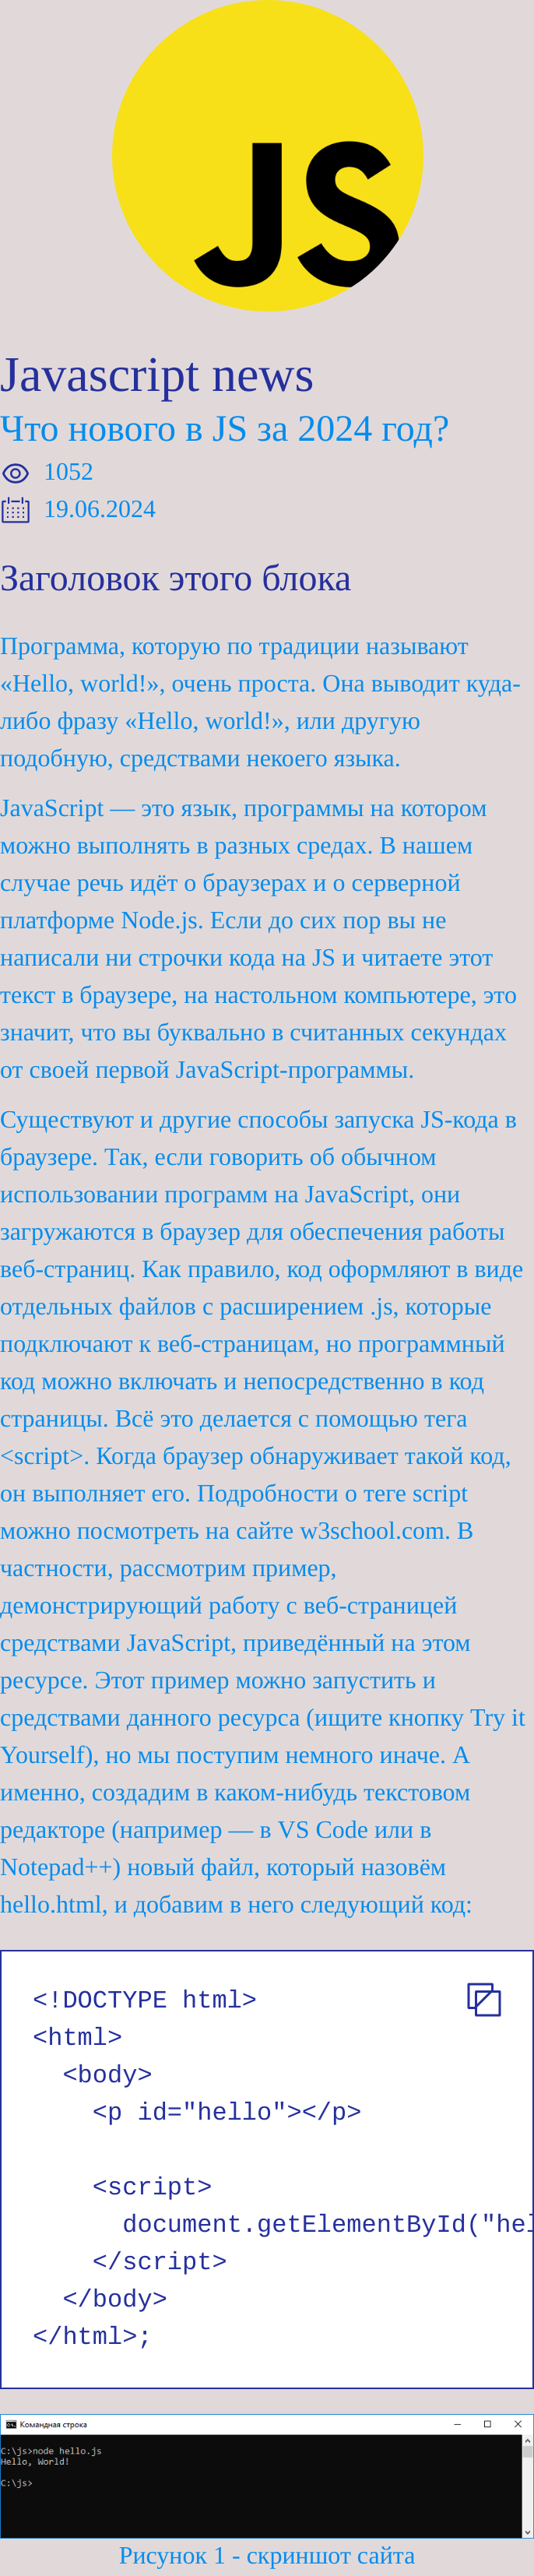 JS
Javascript news
Что нового в JS за 2024 год?
1052
19.06.2024
Заголовок этого блока
Программа, которую по традиции называют
«Hello, world!», очень проста. Она выводит куда-
либо фразу «Hello, world!», или другую
подобную, средствами некоего языка.
JavaScript — это язык, программы на котором
можно выполнять в разных средах. В нашем
случае речь идёт о браузерах и о серверной
платформе Node.js. Если до сих пор вы не
написали ни строчки кода на JS и читаете этот
текст в браузере, на настольном компьютере, это
значит, что вы буквально в считанных секундах
от своей первой JavaScript-программы.
Существуют и другие способы запуска JS-кода в
браузере. Так, если говорить об обычном
использовании программ на JavaScript, они
загружаются в браузер для обеспечения работы
веб-страниц. Как правило, код оформляют в виде
отдельных файлов с расширением .js, которые
подключают к веб-страницам, но программный
код можно включать и непосредственно в код
страницы. Всё это делается с помощью тега
<script>. Когда браузер обнаруживает такой код,
он выполняет его. Подробности о теге script
можно посмотреть на сайте w3school.com. В
частности, рассмотрим пример,
демонстрирующий работу с веб-страницей
средствами JavaScript, приведённый на этом
ресурсе. Этот пример можно запустить и
средствами данного ресурса (ищите кнопку Try it
Yourself), но мы поступим немного иначе. А
именно, создадим в каком-нибудь текстовом
редакторе (например — в VS Code или в
Notepad++) новый файл, который назовём
hello.html, и добавим в него следующий код:
<!DOCTYPE html>
<html>
<body>
<p id="hello"></p>
<script>
document.getElementById("hel
</script>
</body>
</html>;
Командная строка
C:\js>node hello.js
Hello, World!
C:\js>
Рисунок 1 - скриншот сайта